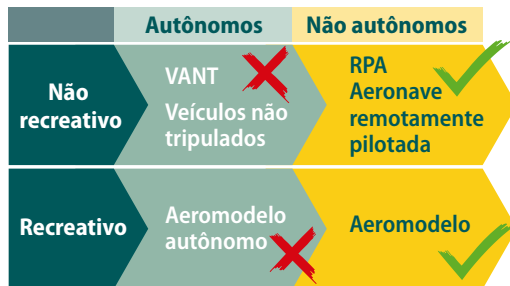 Autônomos
Não autônomos
Não
recreativo
VANT
Veículos não
tripulados
RPA
Aeronave
remotamente
pilotada
Recreativo
Aeromodelo
autônomo
Aeromodelo